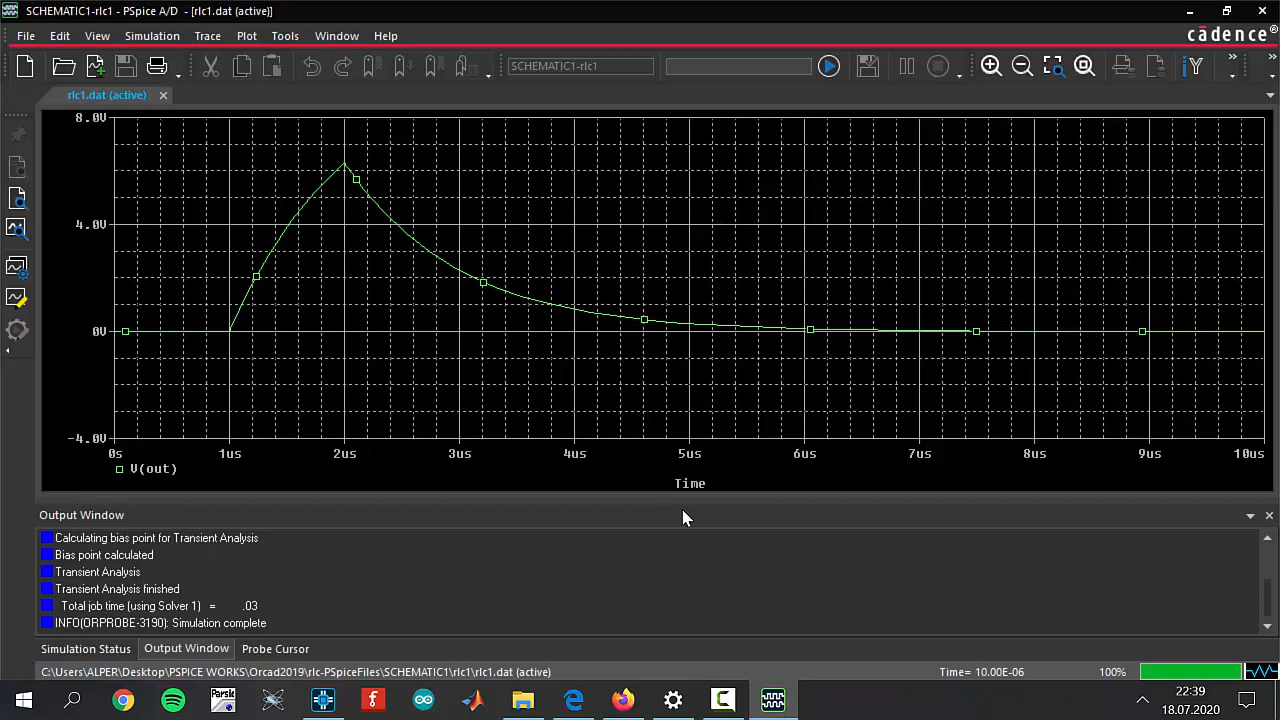 SCHEMATIC1-rlc1 - PSpice A/D - [rlc1.dat (active)]
File Edit View Simulation Trace Plot Tools Window Help
cādence®
SCHEMATIC1-rlc1
rlc1.dat (active)
8.0V
4.0V
0V
-4.0V
0s 1us 2us 3us 4us 5us 6us 7us 8us 9us 10us
V(out)
Time
Output Window
Calculating bias point for Transient Analysis
Bias point calculated
Transient Analysis
Transient Analysis finished
Total job time (using Solver 1) = .03
INFO(ORPROBE-3190): Simulation complete
Simulation Status Output Window Probe Cursor
C:\Users\ALPER\Desktop\PSPICE WORKS\Orcad2019\rlc-PSpiceFiles\SCHEMATIC1\rlc1\rlc1.dat (active) Time= 10.00E-06 100%
22:39
18.07.2020